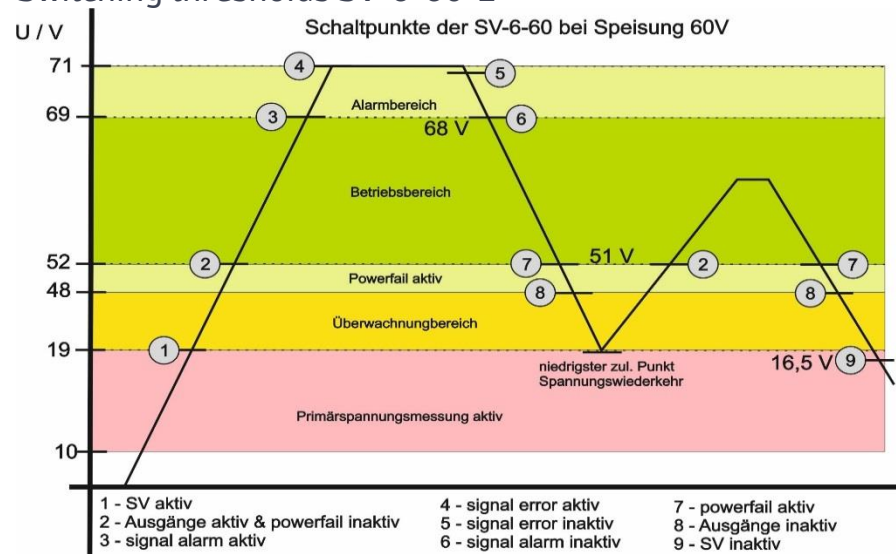 Switching thresholds SV-6-60-2
Schaltpunkte der SV-6-60 bei Speisung 60V
U / V
71
4
5
Alarmbereich
69
3
68 V
6
Betriebsbereich
52
2
7
51 V
2
7
Powerfail aktiv
48
8
8
Überwachnungbereich
19
1
niedrigster zul. Punkt
Spannungswiederkehr
16,5 V
9
Primärspannungsmessung aktiv
10
1 - SV aktiv
2 - Ausgänge aktiv & powerfail inaktiv
3 - signal alarm aktiv
4 - signal error aktiv
5 - signal error inaktiv
6 - signal alarm inaktiv
7 - powerfail aktiv
8 - Ausgänge inaktiv
9 - SV inaktiv